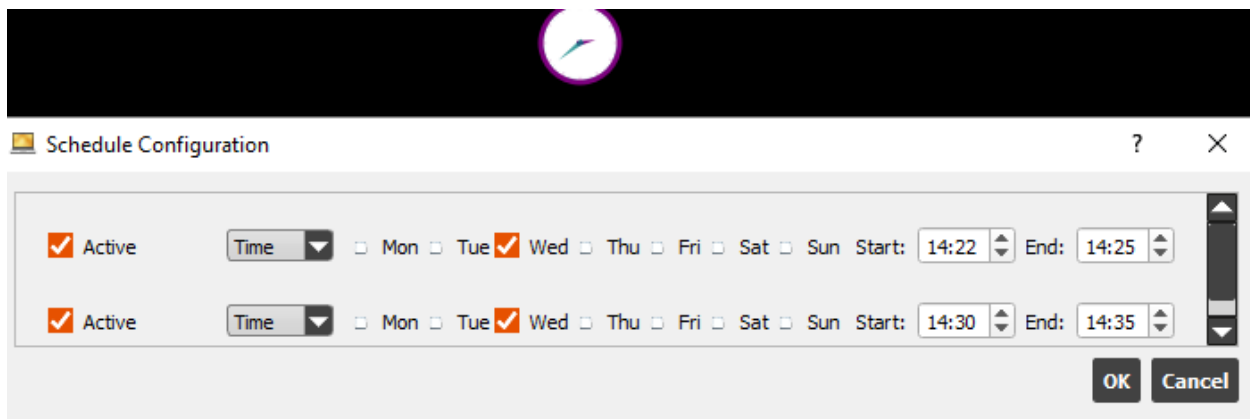 Schedule Configuration ?
Active Time Mon Tue Wed Thu Fri Sat Sun Start: 14:22 End: 14:25
Active Time Mon Tue Wed Thu Fri Sat Sun Start: 14:30 End: 14:35
OK Cancel